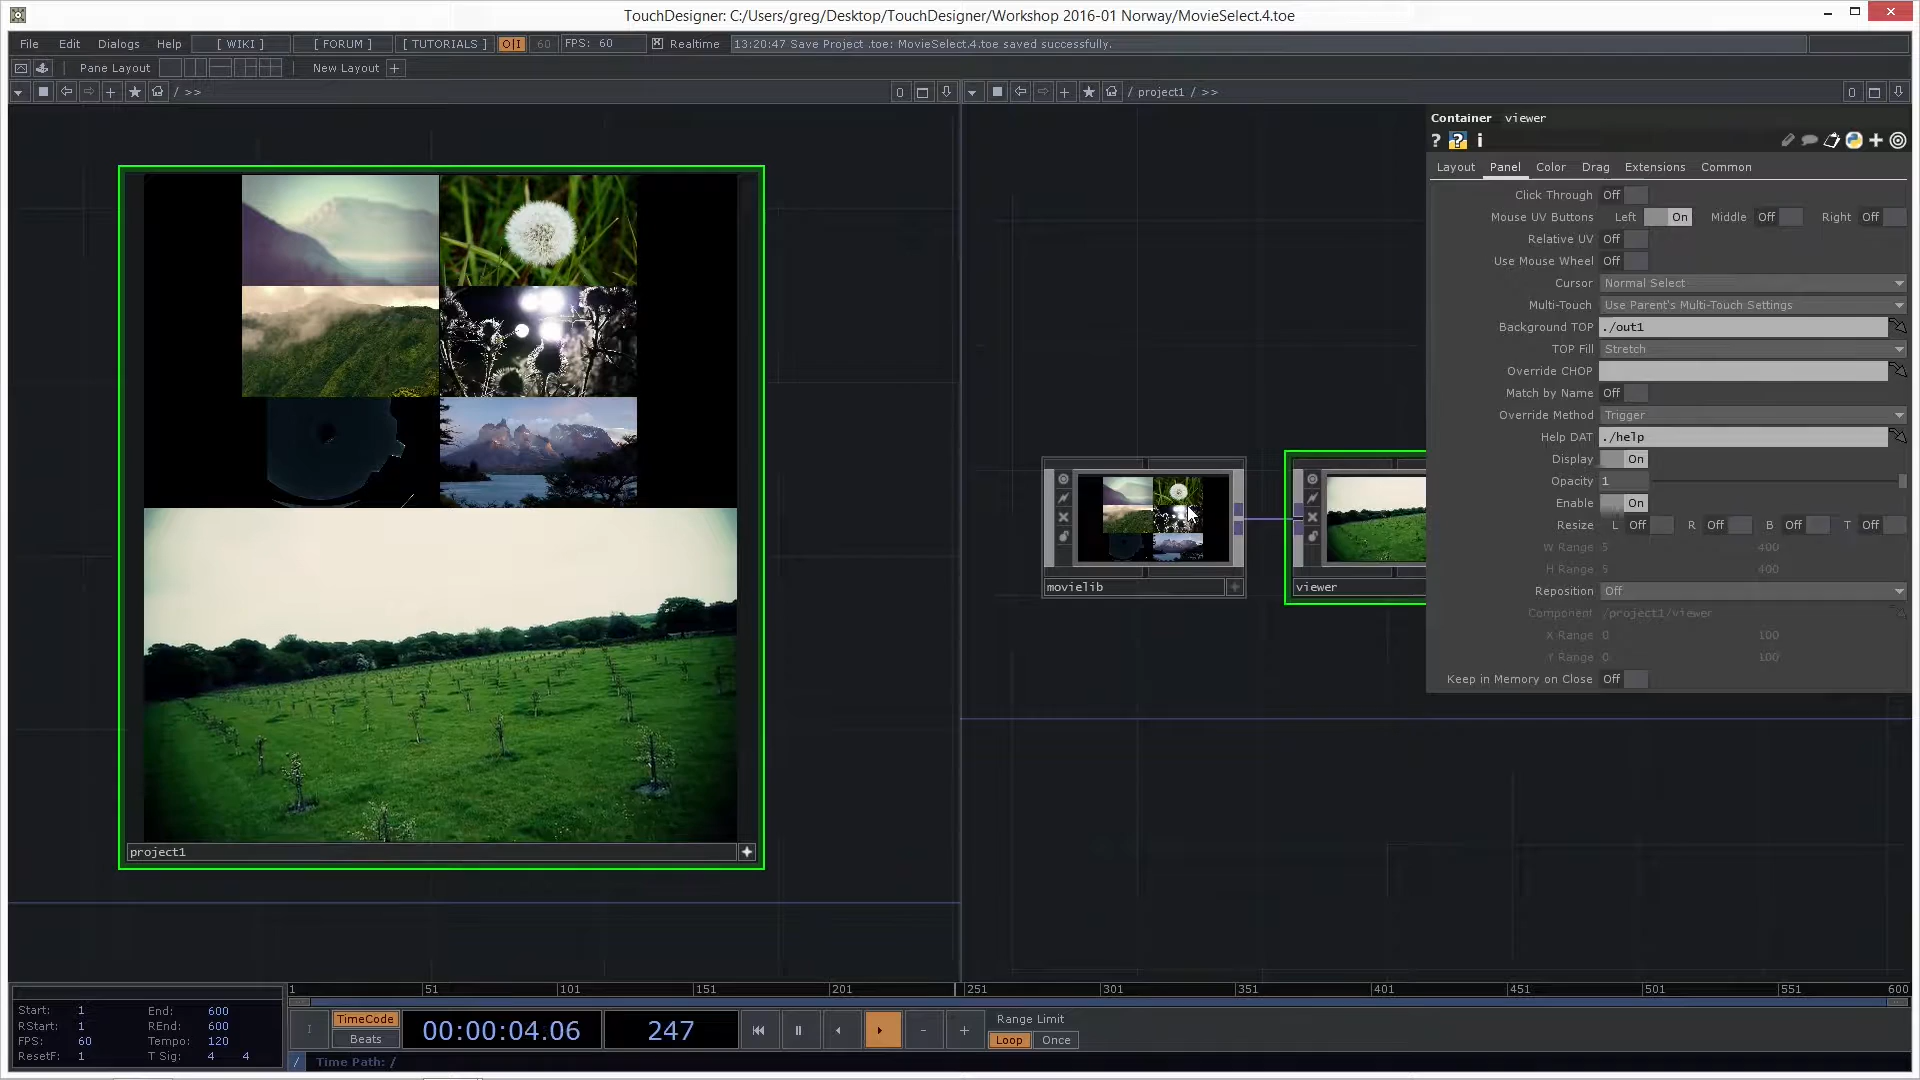 TouchDesigner: C:/Users/greg/Desktop/TouchDesigner/Workshop 2016-01 Norway/MovieSelect.4.toe
File Edit Dialogs Help [ WIKI ] [ FORUM ] [ TUTORIALS ] O|I 60 FPS: 60 Realtime 13:20:47 Save Project .toe: MovieSelect.4.toe saved successfully.
Pane Layout New Layout +
/ >> 0 / project1 / >> 0
Container viewer
? ? i
Layout Panel Color Drag Extensions Common
Click Through Off
Mouse UV Buttons Left On Middle Off Right Off
Relative UV Off
Use Mouse Wheel Off
Cursor Normal Select
Multi-Touch Use Parent's Multi-Touch Settings
Background TOP ./out1
TOP Fill Stretch
Override CHOP
Match by Name Off
Override Method Trigger
Help DAT ./help
Display On
Opacity 1
Enable On
Resize L Off R Off B Off T Off
W Range 5 400
H Range 5 400
Reposition Off
Component /project1/viewer
X Range 0 100
Y Range 0 100
Keep in Memory on Close Off
movielib
viewer
project1
1 51 101 151 201 251 301 351 401 451 501 551 600
Start: 1 End: 600
RStart: 1 REnd: 600
FPS: 60 Tempo: 120
ResetF: 1 T Sig: 4 4
TimeCode
Beats
00:00:04.06
247
- +
Range Limit
Loop Once
/ Time Path: /